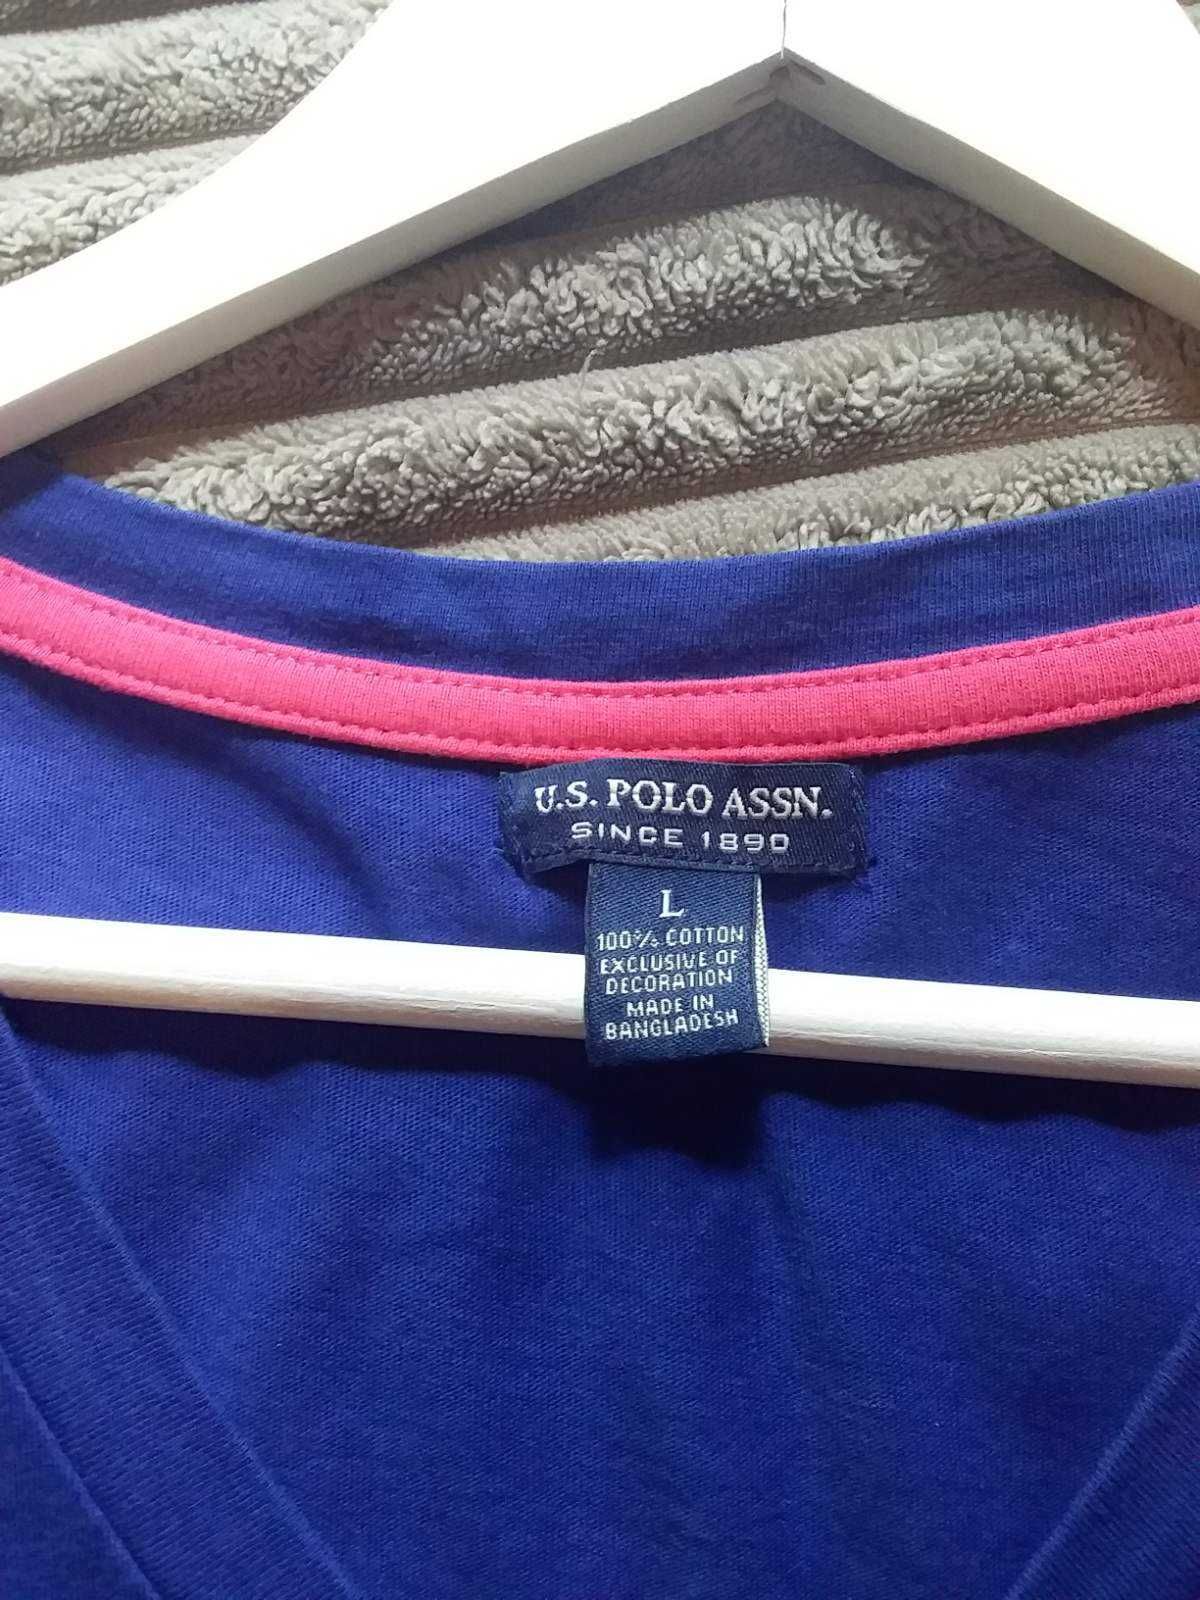 U.S. POLO ASSN.
SINCE 1890
L
100% COTTON
EXCLUSIVE OF
DECORATION
MADE IN
BANGLADESH